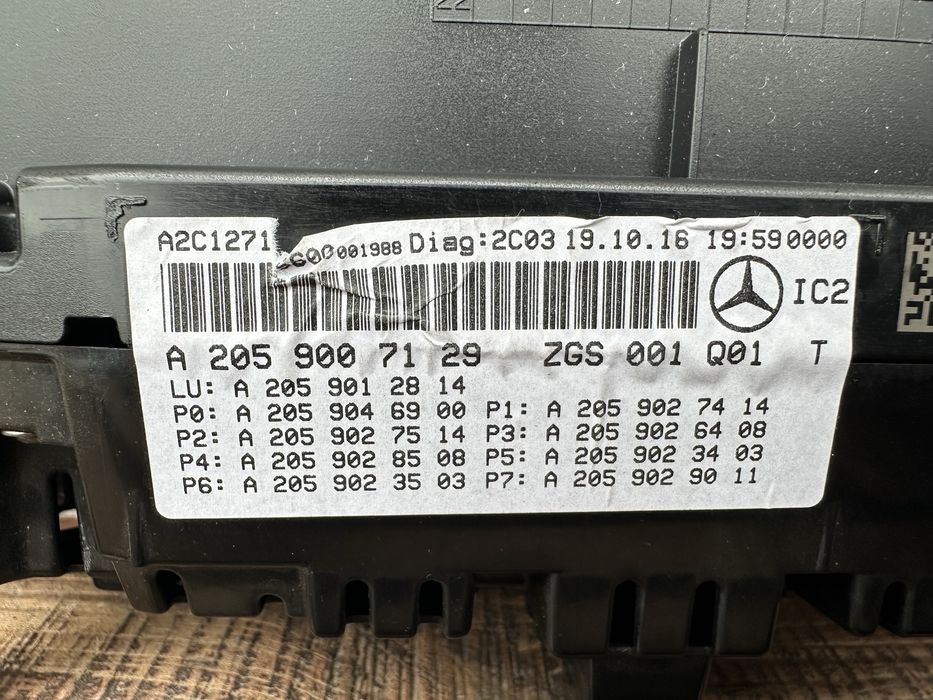 A2C1271 001988 Diag:2C03 19.10.16 19:590000
IC2
A 205 900 71 29 ZGS 001 Q01 T
LU: A 205 901 28 14
P0: A 205 904 69 00 P1: A 205 902 74 14
P2: A 205 902 75 14 P3: A 205 902 64 08
P4: A 205 902 85 08 P5: A 205 902 34 03
P6: A 205 902 35 03 P7: A 205 902 90 11